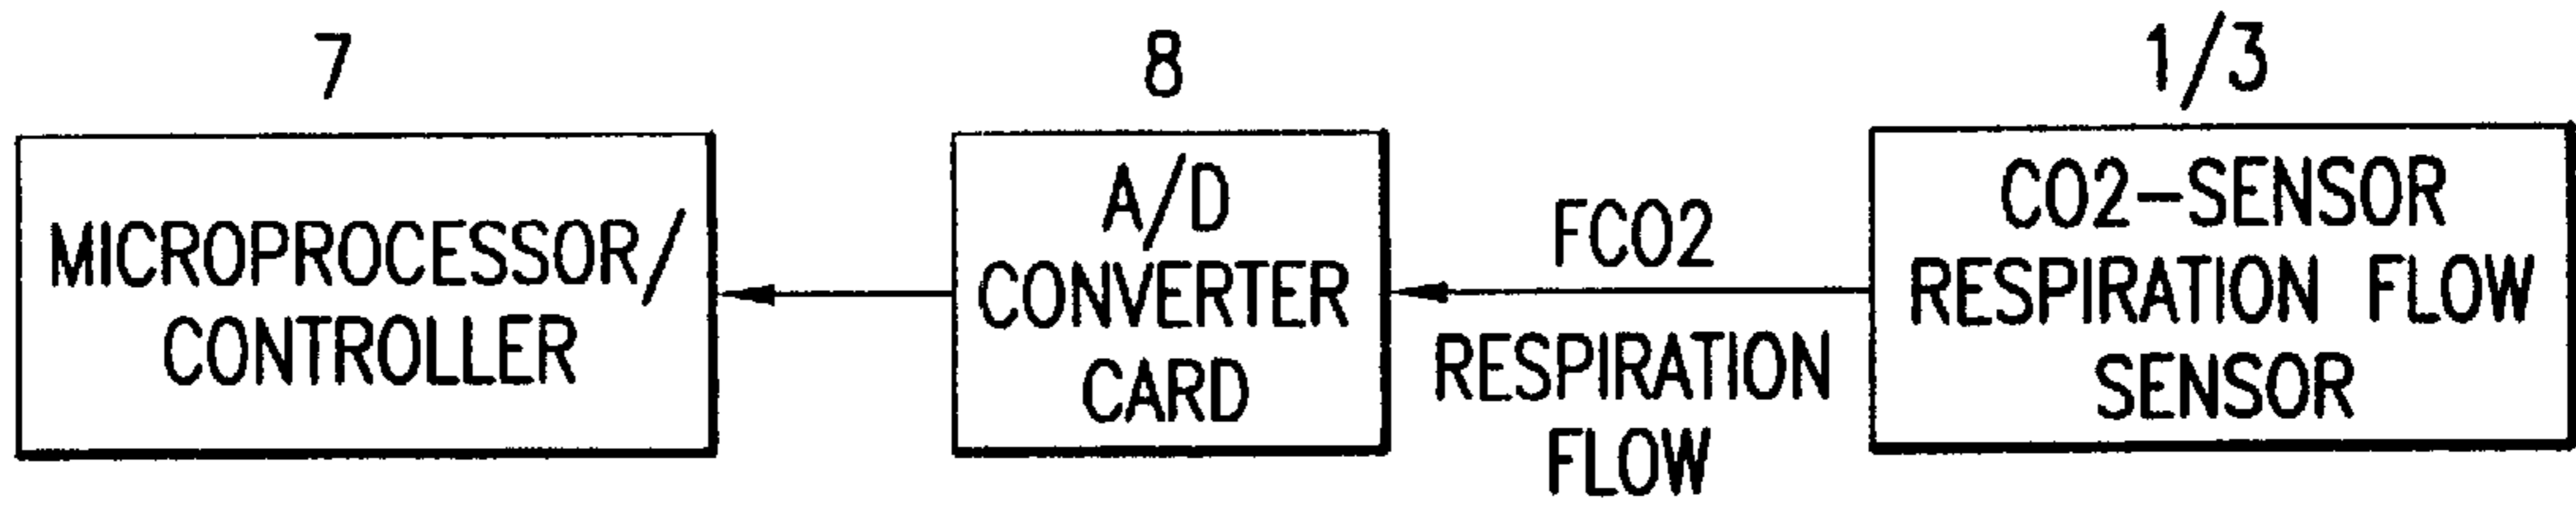 7
MICROPROCESSOR/
CONTROLLER
8
A/D
CONVERTER
CARD
FCO2
RESPIRATION
FLOW
1/3
CO2-SENSOR
RESPIRATION FLOW
SENSOR